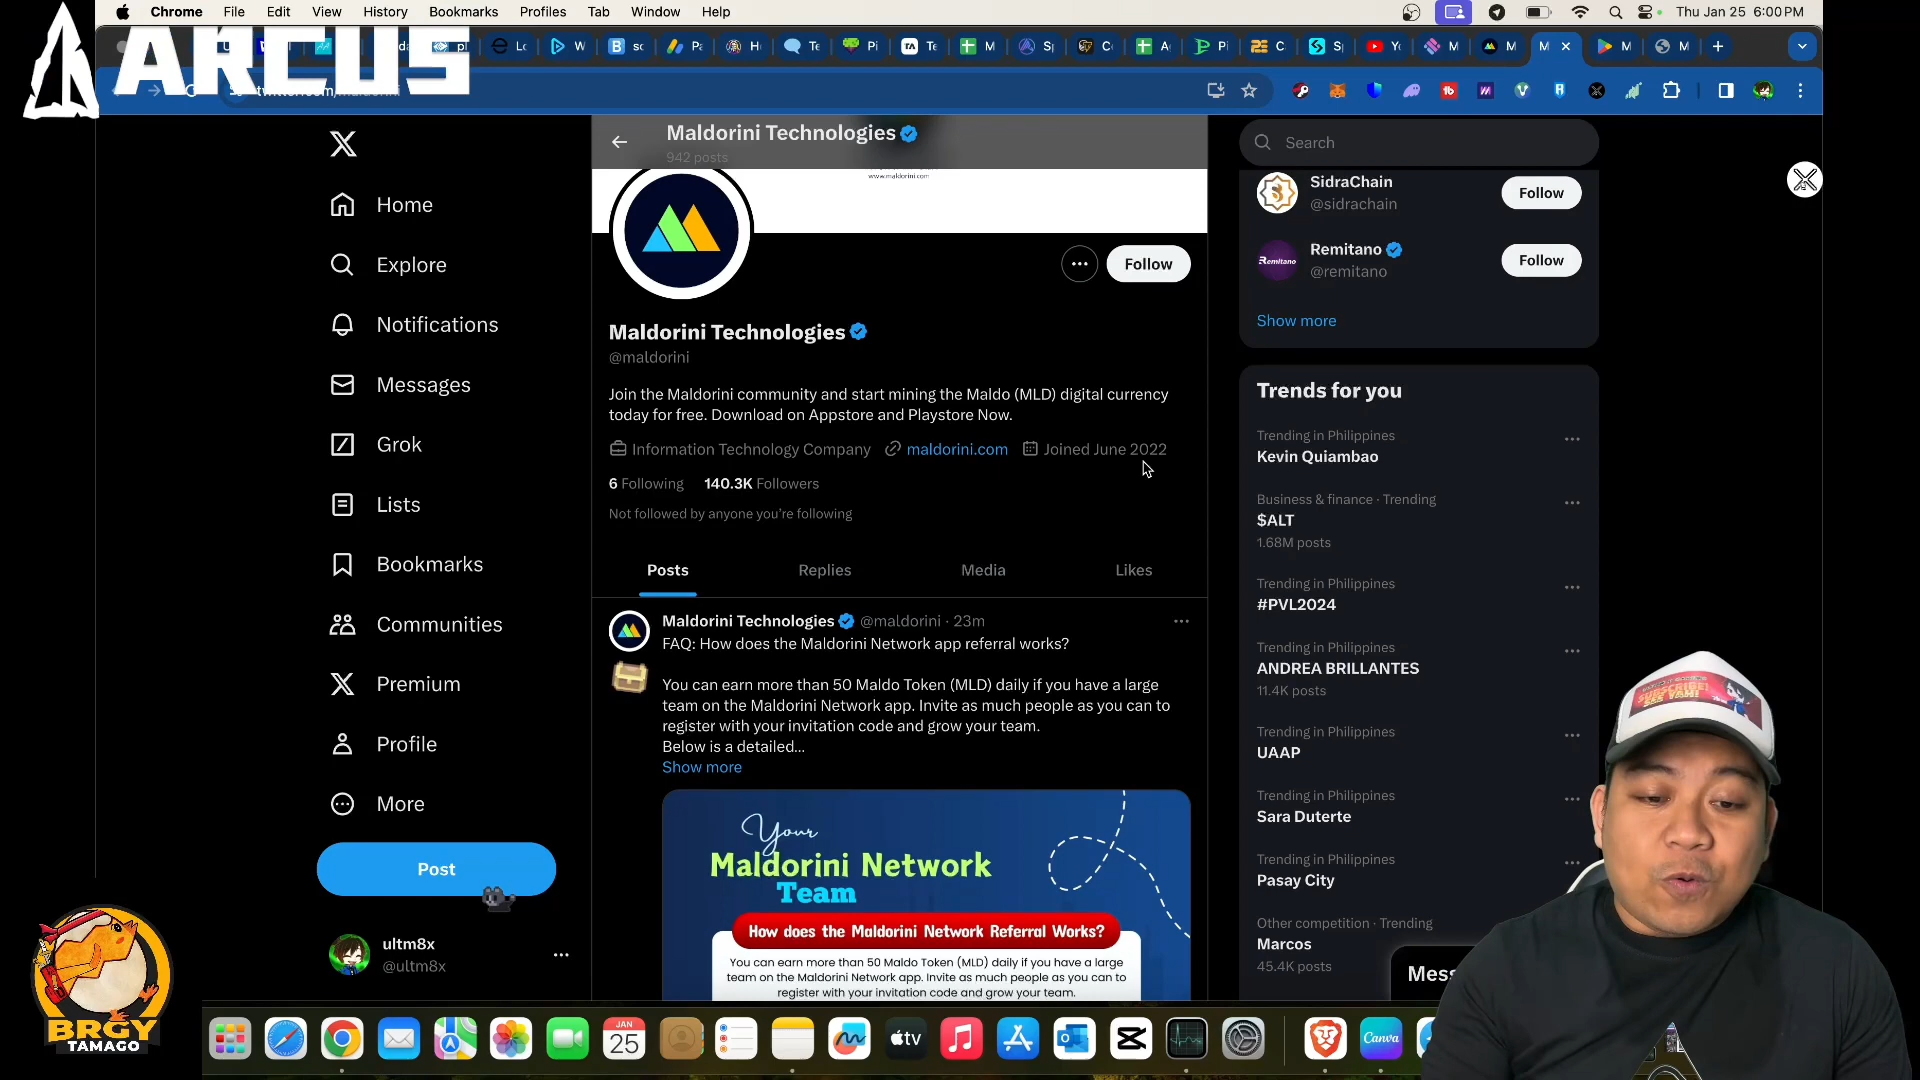 Chrome File Edit View History Bookmarks Profiles Tab Window Help Thu Jan 25 6:00 PM
ARCUS
Maldorini Technologies
942 posts
www.maldorini.com
Search
SidraChain
@sidrachain
Follow
Remitano
@remitano
Follow
Show more
Home
Explore
Notifications
Messages
Grok
Lists
Bookmarks
Communities
Premium
Profile
More
Post
ultm8x
@ultm8x
Follow
Maldorini Technologies
@maldorini
Join the Maldorini community and start mining the Maldo (MLD) digital currency
today for free. Download on Appstore and Playstore Now.
Information Technology Company maldorini.com Joined June 2022
6 Following 140.3K Followers
Not followed by anyone you're following
Posts Replies Media Likes
Maldorini Technologies @maldorini · 23m
FAQ: How does the Maldorini Network app referral works?
You can earn more than 50 Maldo Token (MLD) daily if you have a large
team on the Maldorini Network app. Invite as much people as you can to
register with your invitation code and grow your team.
Below is a detailed...
Show more
Your
Maldorini Network
Team
How does the Maldorini Network Referral Works?
You can earn more than 50 Maldo Token (MLD) daily if you have a large
team on the Maldorini Network app. Invite as much people as you can to
register with your invitation code and grow your team.
Trends for you
Trending in Philippines
Kevin Quiambao
Business & finance · Trending
$ALT
1.68M posts
Trending in Philippines
#PVL2024
Trending in Philippines
ANDREA BRILLANTES
11.4K posts
Trending in Philippines
UAAP
Trending in Philippines
Sara Duterte
Trending in Philippines
Pasay City
Other competition · Trending
Marcos
45.4K posts
Mess
SUBSCRIBE!
BRGY
TAMAGO
JAN
25
tv
Canva